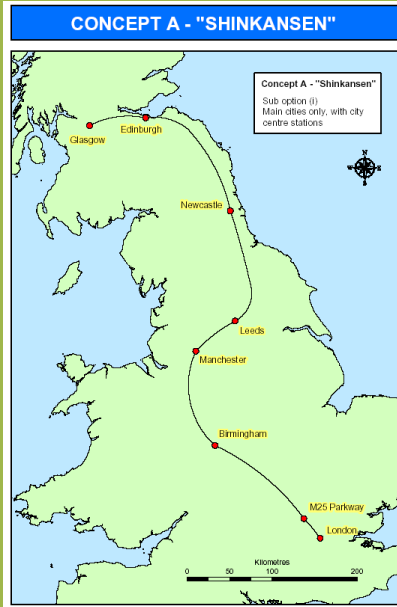 CONCEPT A - "SHINKANSEN"
Concept A - "Shinkansen"
Sub option (i)
Main cities only, with city
centre stations
Edinburgh
Glasgow
N
W
E
S
Newcastle
Leeds
Manchester
Birmingham
M25 Parkway
London
Kilometres
0
50
100
200